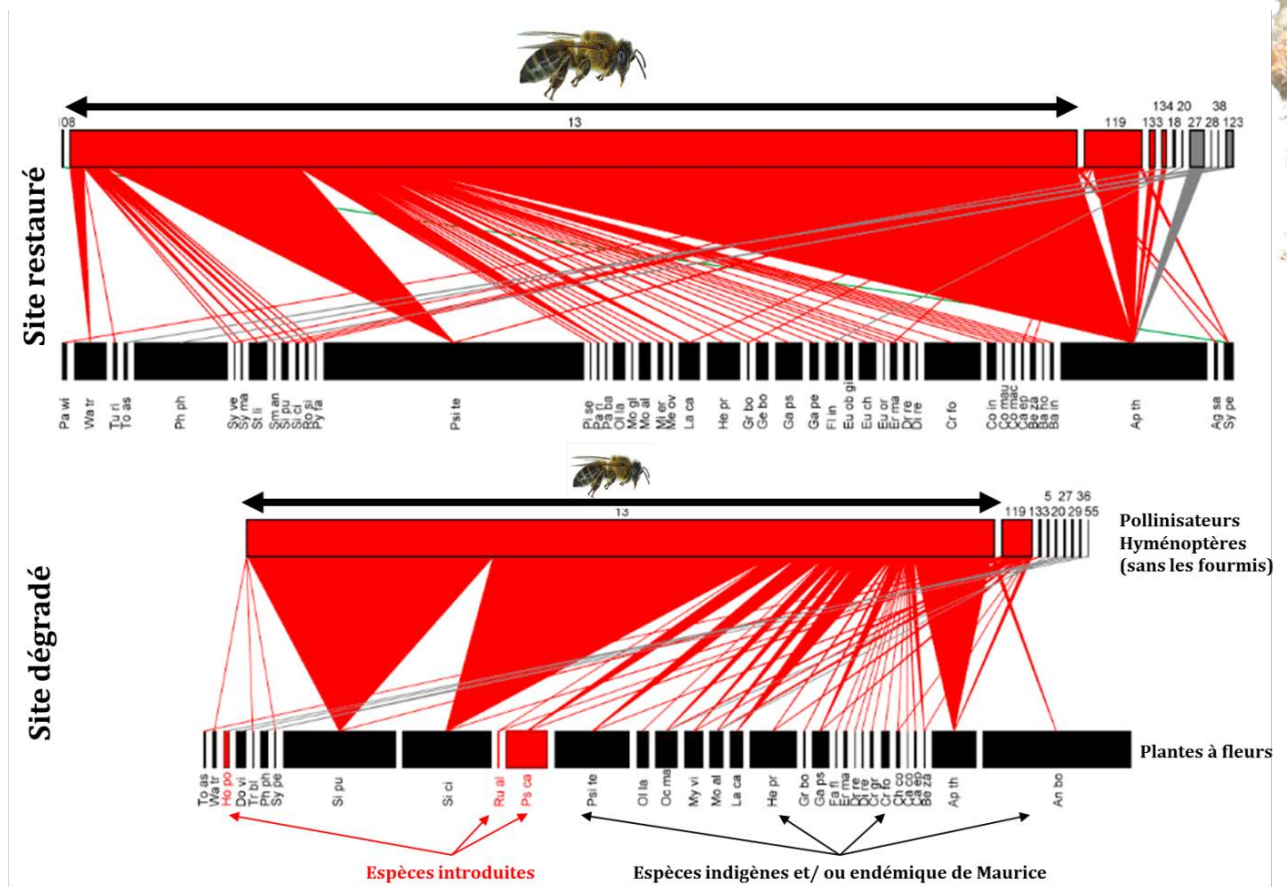 Site restauré
108 13 119 133 134 18 20 27 28 38 123
Pa wi Wa tr Tu ri To as Ph ph Sy ve Sy ma St li Sm an Si pu Si ci Ro si Py fa Psi te Pi se Pa ri Pa ba Ol la Mo gl Mo al Mi er Me ov La ca He pr Gr bo Ge bo Ga ps Ga pe Fl in Eu ob gi Eu ch Eu or Er ma Dr re Di re Cr fo Co in Co mau Co mac Ca ep Be za Ba ho Ba in Ap th Ag sa Sy pe
Site dégradé
13 119 133 5 20 27 29 36 55
Pollinisateurs
Hyménoptères
(sans les fourmis)
To as Wa tr Ho po Do vi Tr bl Ph ph Sy pe Si pu Si ci Ru al Ps ca Psi te Ol la Oc ma My vi Mo al La ca He pr Gr bo Ga ps Fa fl Er ma Dr re Di re Cr gr Cr fo Ch co Ca co Ca ep Be za Ap th An bo
Plantes à fleurs
Espèces introduites
Espèces indigènes et/ ou endémique de Maurice